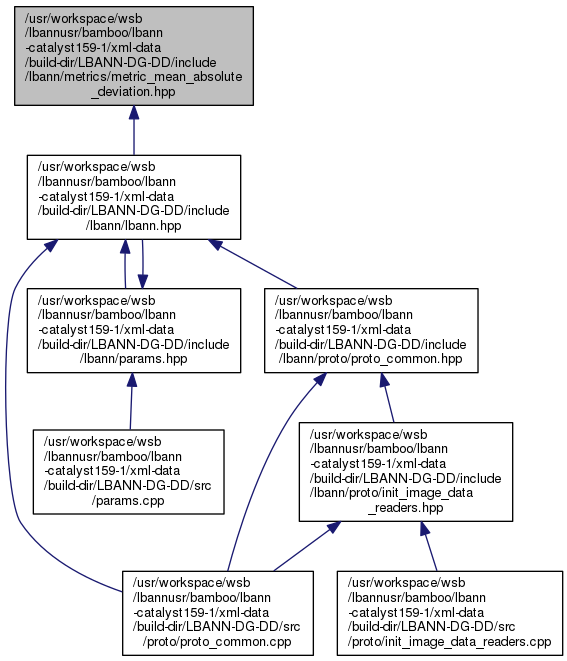 /usr/workspace/wsb
/lbannusr/bamboo/lbann
-catalyst159-1/xml-data
/build-dir/LBANN-DG-DD/include
/lbann/metrics/metric_mean_absolute
_deviation.hpp
/usr/workspace/wsb
/lbannusr/bamboo/lbann
-catalyst159-1/xml-data
/build-dir/LBANN-DG-DD/include
/lbann/lbann.hpp
/usr/workspace/wsb
/lbannusr/bamboo/lbann
-catalyst159-1/xml-data
/build-dir/LBANN-DG-DD/include
/lbann/params.hpp
/usr/workspace/wsb
/lbannusr/bamboo/lbann
-catalyst159-1/xml-data
/build-dir/LBANN-DG-DD/include
/lbann/proto/proto_common.hpp
/usr/workspace/wsb
/lbannusr/bamboo/lbann
-catalyst159-1/xml-data
/build-dir/LBANN-DG-DD/src
/params.cpp
/usr/workspace/wsb
/lbannusr/bamboo/lbann
-catalyst159-1/xml-data
/build-dir/LBANN-DG-DD/include
/lbann/proto/init_image_data
_readers.hpp
/usr/workspace/wsb
/lbannusr/bamboo/lbann
-catalyst159-1/xml-data
/build-dir/LBANN-DG-DD/src
/proto/proto_common.cpp
/usr/workspace/wsb
/lbannusr/bamboo/lbann
-catalyst159-1/xml-data
/build-dir/LBANN-DG-DD/src
/proto/init_image_data_readers.cpp